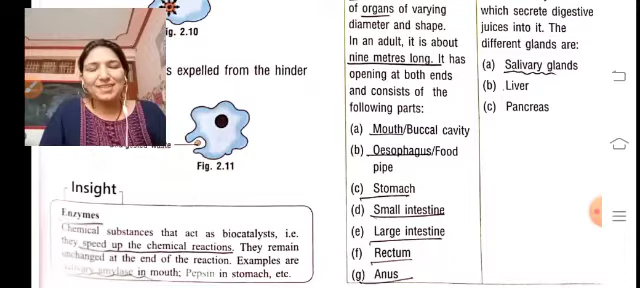 ig. 2.10
s expelled from the hinder
Fig. 2.11
Insight
Enzymes
Chemical substances that act as biocatalysts, i.e.
they speed up the chemical reactions. They remain
unchanged at the end of the reaction. Examples are
salivary amylase in mouth; Pepsin in stomach, etc.
of organs of varying
diameter and shape.
In an adult, it is about
nine metres long. It has
opening at both ends
and consists of the
following parts:
(a) Mouth/Buccal cavity
(b) Oesophagus/Food
pipe
(c) Stomach
(d) Small intestine
(e) Large intestine
(f) Rectum
(g) Anus
which secrete digestive
juices into it. The
different glands are:
(a) Salivary glands
(b) Liver
(c) Pancreas